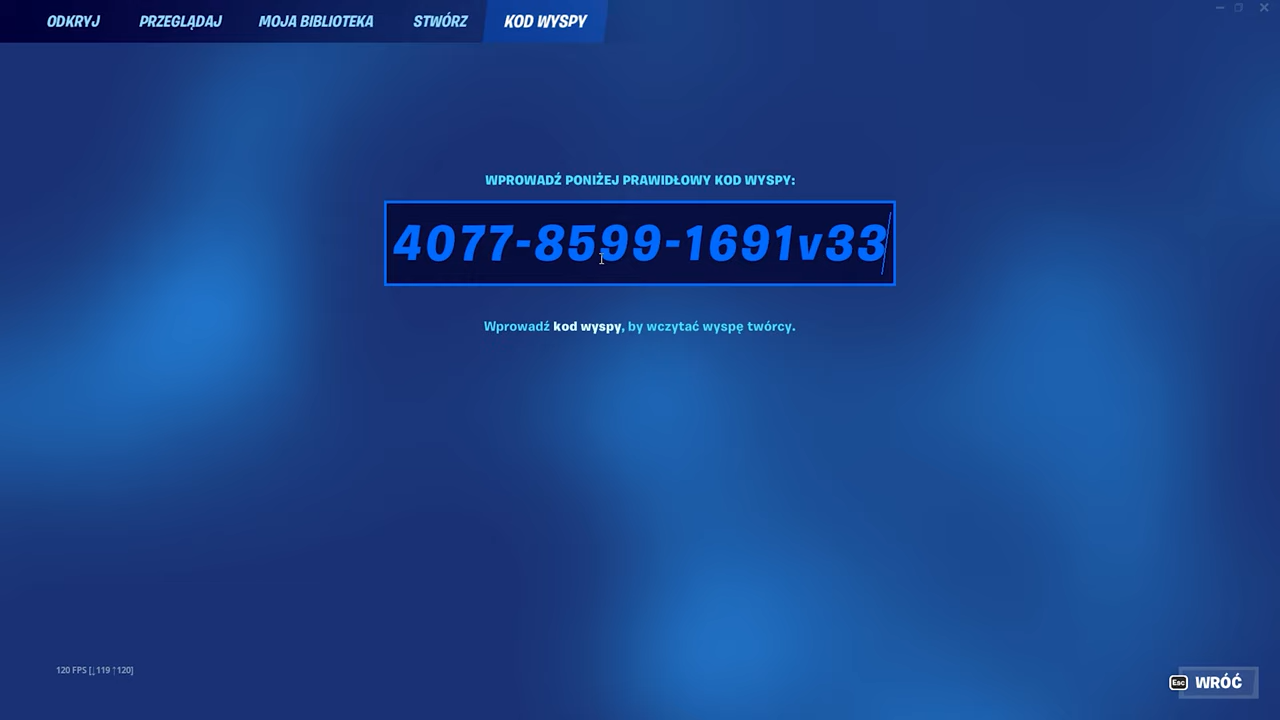 ODKRYJ PRZEGLĄDAJ MOJA BIBLIOTEKA STWÓRZ KOD WYSPY
WPROWADŹ PONIŻEJ PRAWIDŁOWY KOD WYSPY:
4077-8599-1691v33
Wprowadź kod wyspy, by wczytać wyspę twórcy.
120 FPS [↓119 ↑120]
Esc WRÓĆ